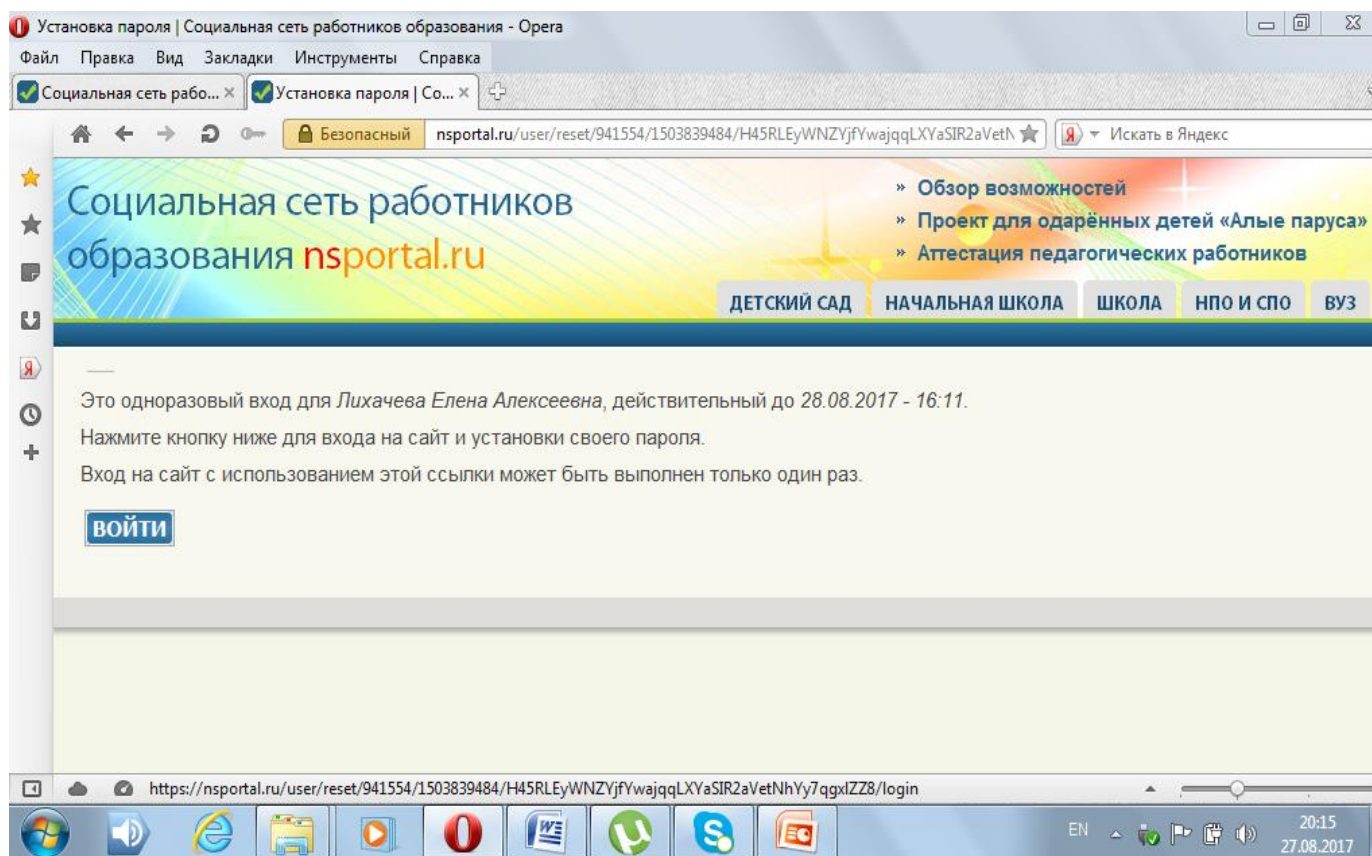 Установка пароля | Социальная сеть работников образования - Opera
Файл Правка Вид Закладки Инструменты Справка
Социальная сеть рабо... Установка пароля | Со...
Безопасный nsportal.ru/user/reset/941554/1503839484/H45RLEyWNZYjfYwajqqLXYaSIR2aVetN Искать в Яндекс
Социальная сеть работников
образования nsportal.ru
» Обзор возможностей
» Проект для одарённых детей «Алые паруса»
» Аттестация педагогических работников
ДЕТСКИЙ САД НАЧАЛЬНАЯ ШКОЛА ШКОЛА НПО И СПО ВУЗ
Это одноразовый вход для Лихачева Елена Алексеевна, действительный до 28.08.2017 - 16:11.
Нажмите кнопку ниже для входа на сайт и установки своего пароля.
Вход на сайт с использованием этой ссылки может быть выполнен только один раз.
ВОЙТИ
https://nsportal.ru/user/reset/941554/1503839484/H45RLEyWNZYjfYwajqqLXYaSIR2aVetNhYy7qgxIZZ8/login
EN 20:15
27.08.2017